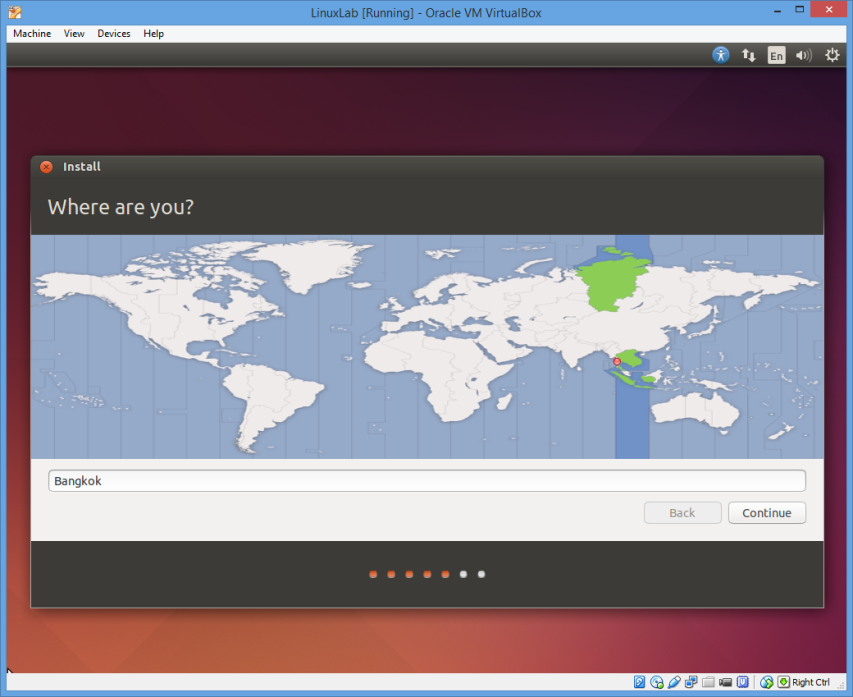 LinuxLab [Running] - Oracle VM VirtualBox
Machine View Devices Help
En
Install
Where are you?
Bangkok
Back Continue
Right Ctrl